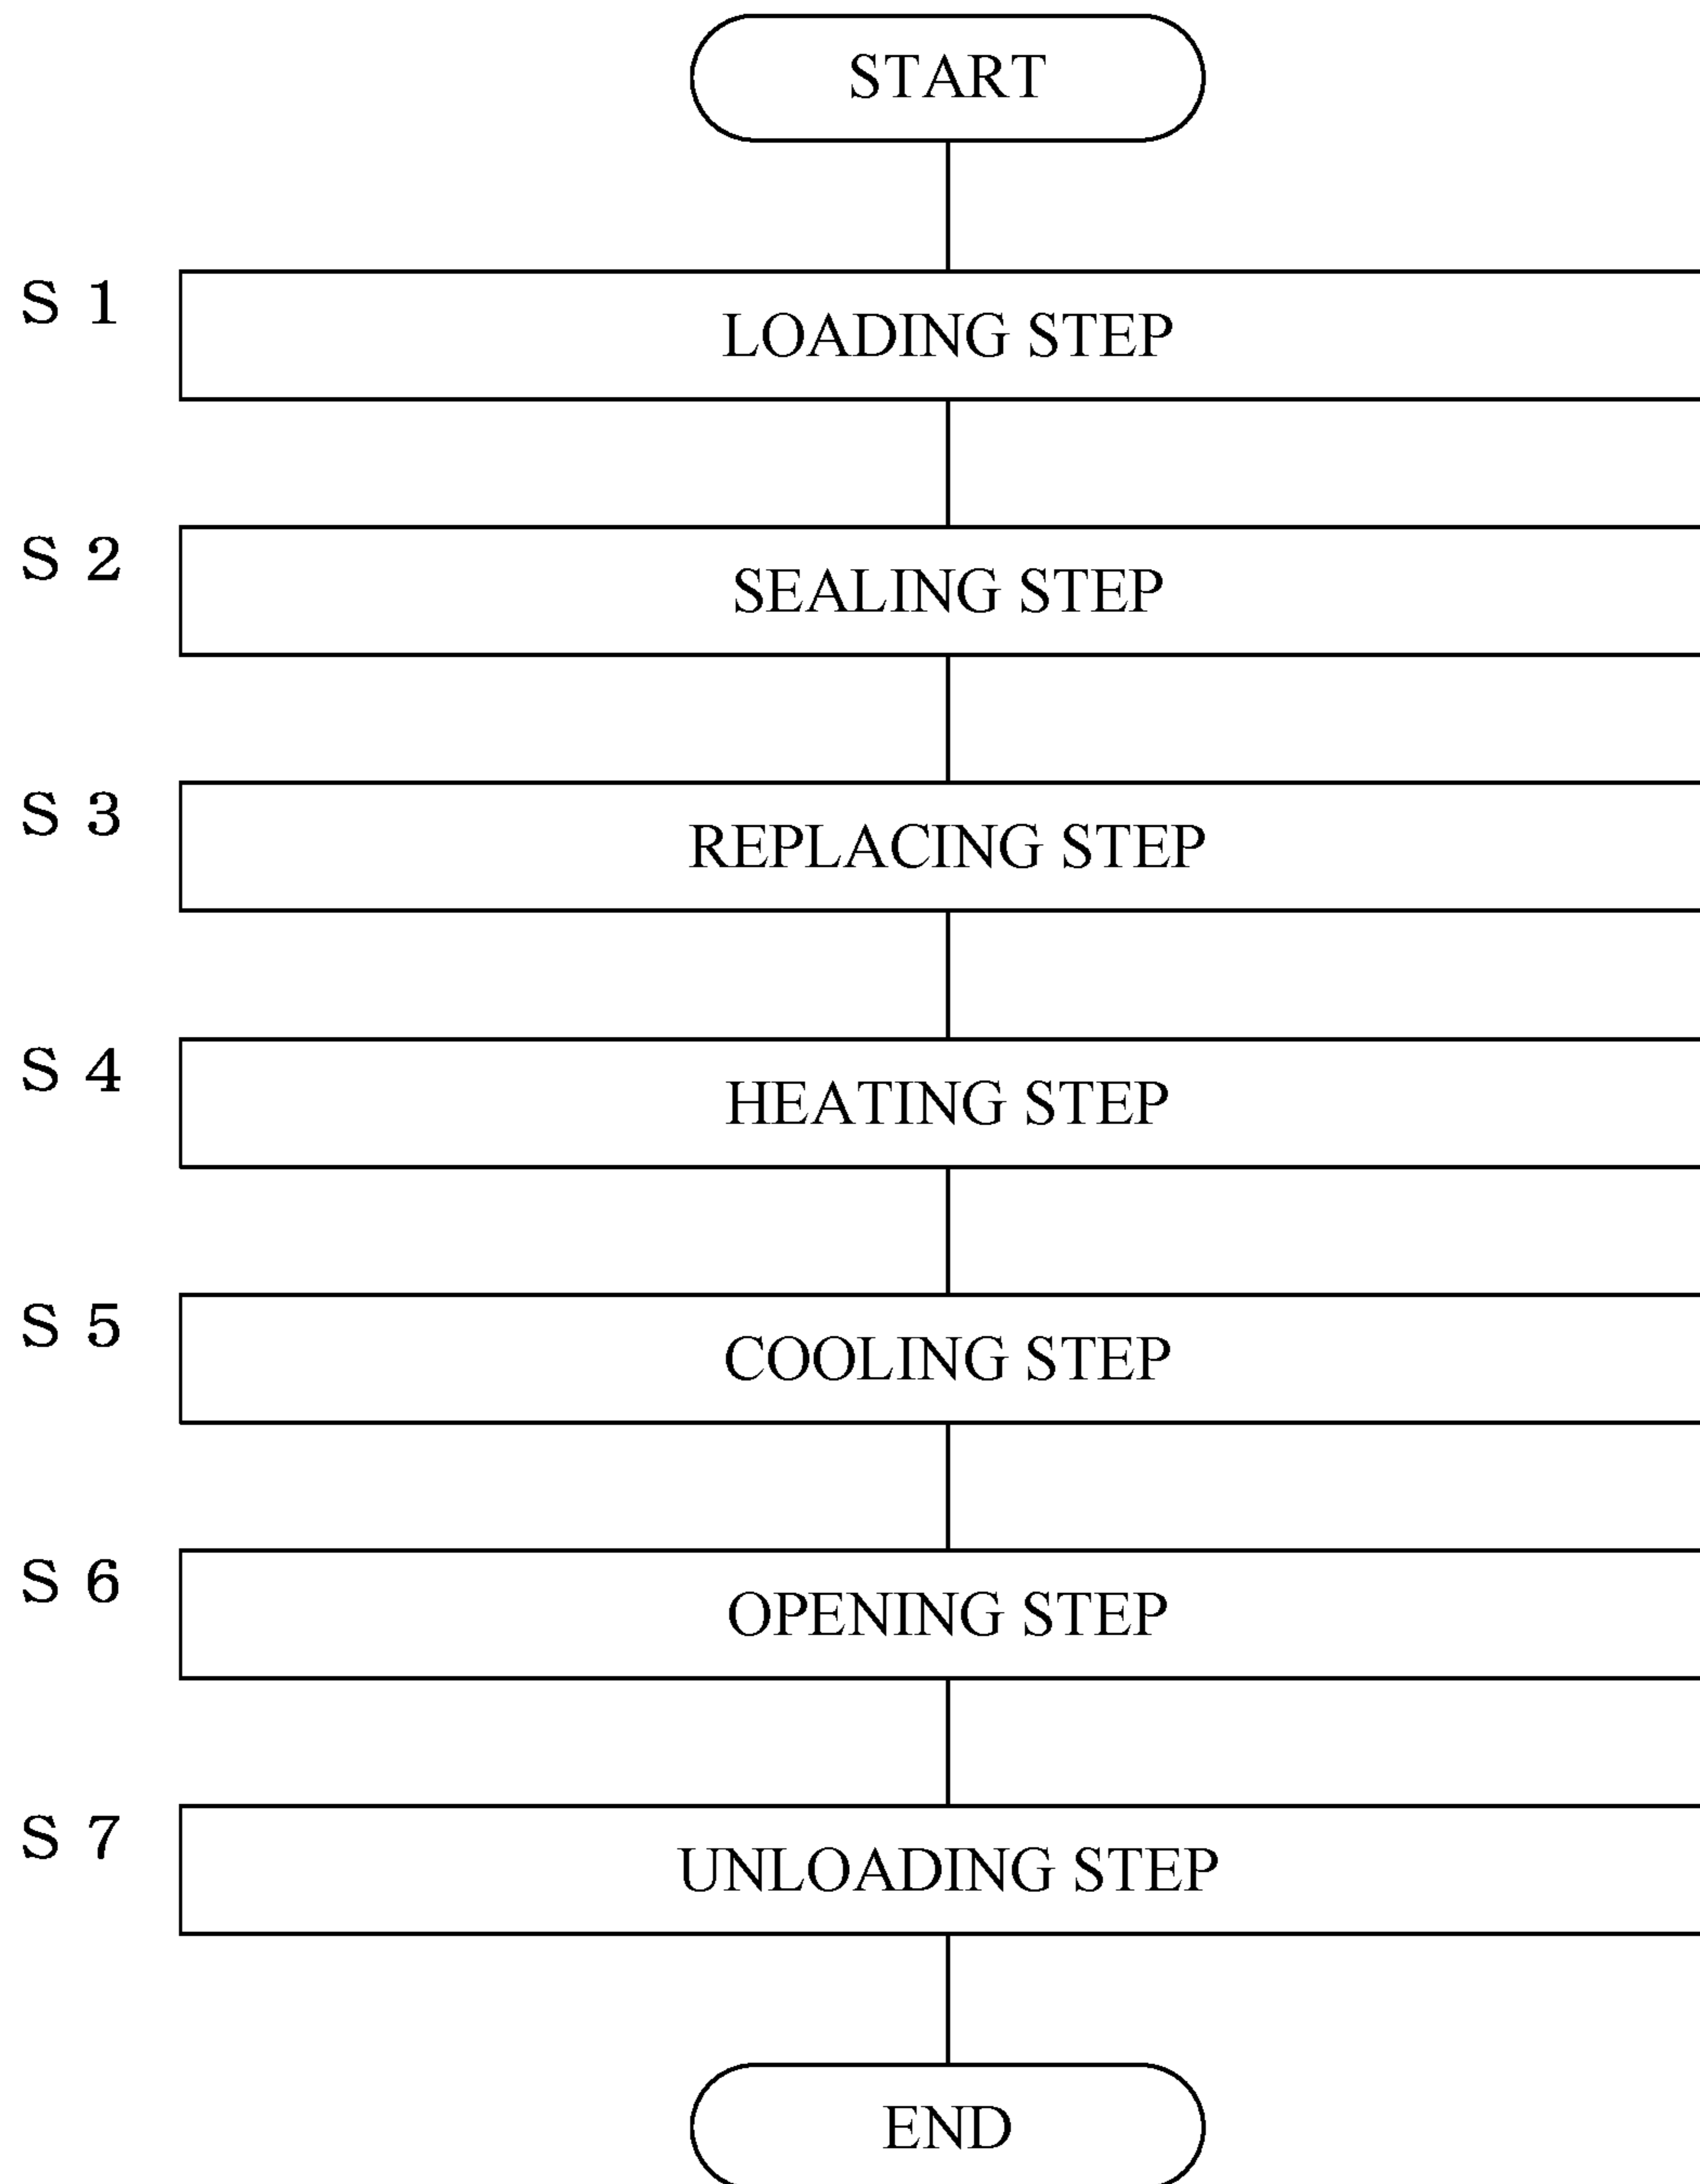 START
S 1
LOADING STEP
S 2
SEALING STEP
S 3
REPLACING STEP
S 4
HEATING STEP
S 5
COOLING STEP
S 6
OPENING STEP
S 7
UNLOADING STEP
END